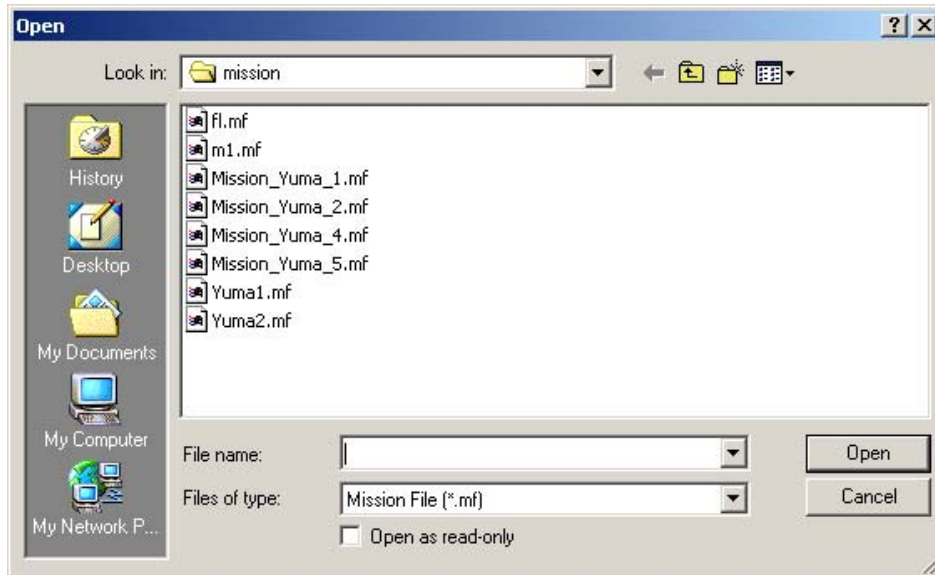 Open
Look in: mission
History
Desktop
My Documents
My Computer
My Network P...
fl.mf
m1.mf
Mission_Yuma_1.mf
Mission_Yuma_2.mf
Mission_Yuma_4.mf
Mission_Yuma_5.mf
Yuma1.mf
Yuma2.mf
File name:
Open
Files of type: Mission File (*.mf)
Cancel
Open as read-only